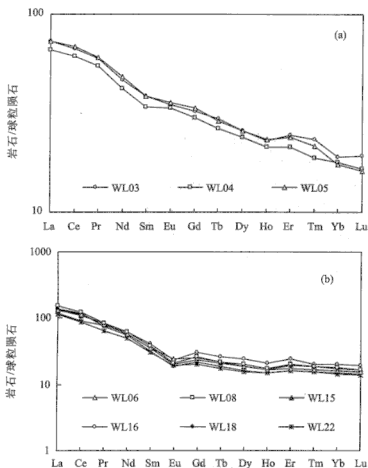 100
(a)
岩石/球粒陨石
WL03 WL04 WL05
10
La Ce Pr Nd Sm Eu Gd Tb Dy Ho Er Tm Yb Lu
1000
(b)
100
岩石/球粒陨石
10
WL06 WL08 WL15
WL16 WL18 WL22
1
La Ce Pr Nd Sm Eu Gd Tb Dy Ho Er Tm Yb Lu